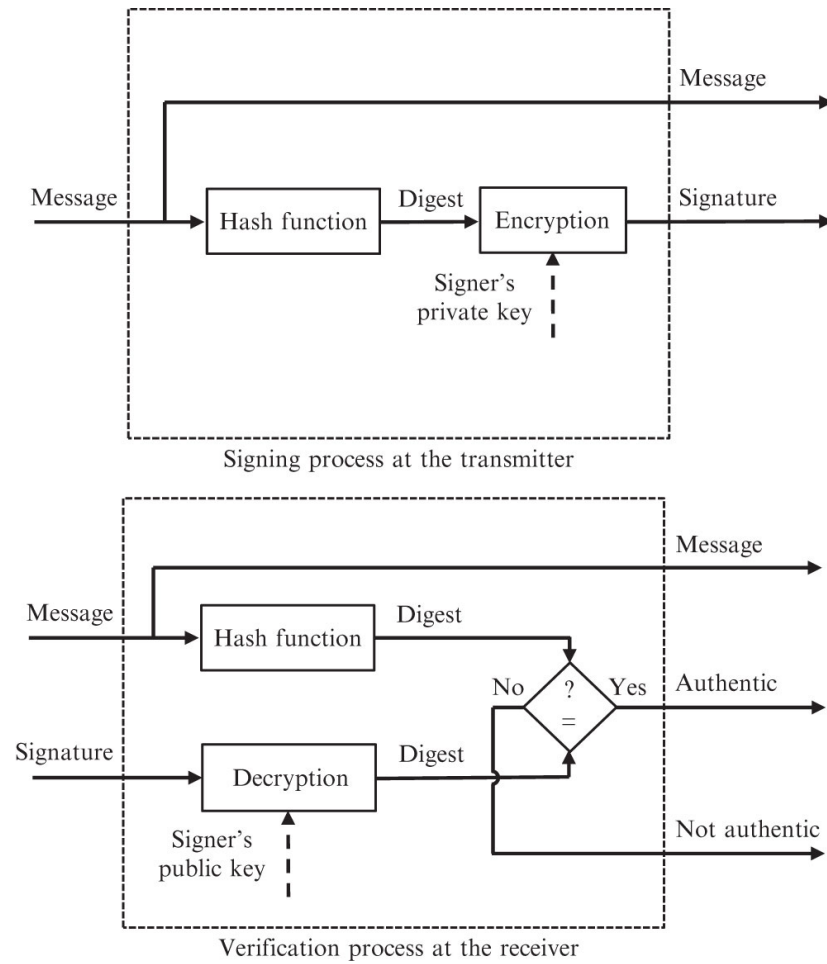 Message
Message
Hash function
Digest
Encryption
Signature
Signer's
private key
Signing process at the transmitter
Message
Message
Hash function
Digest
No
?
=
Yes
Authentic
Signature
Decryption
Digest
Signer's
public key
Not authentic
Verification process at the receiver